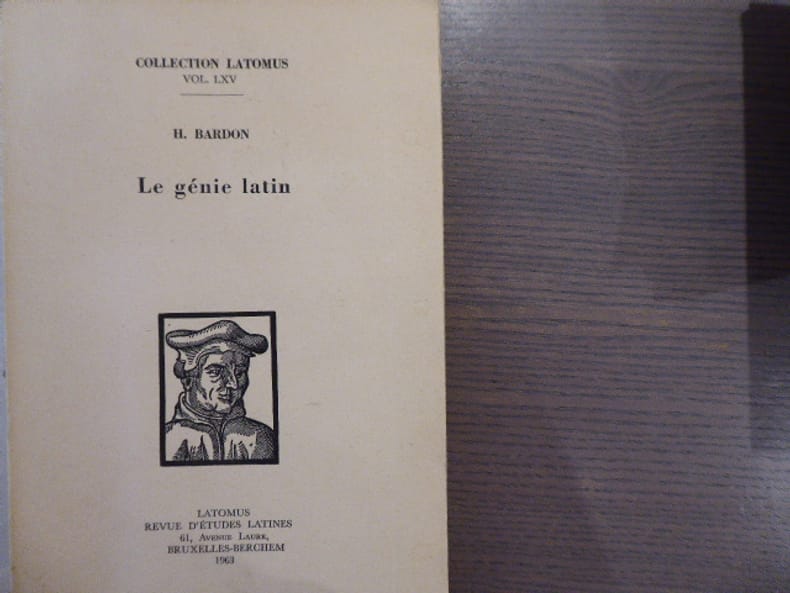 COLLECTION LATOMUS
VOL. LXV
H. BARDON
Le génie latin
LATOMUS
REVUE D'ÉTUDES LATINES
61, Avenue Laure,
BRUXELLES-BERCHEM
1963